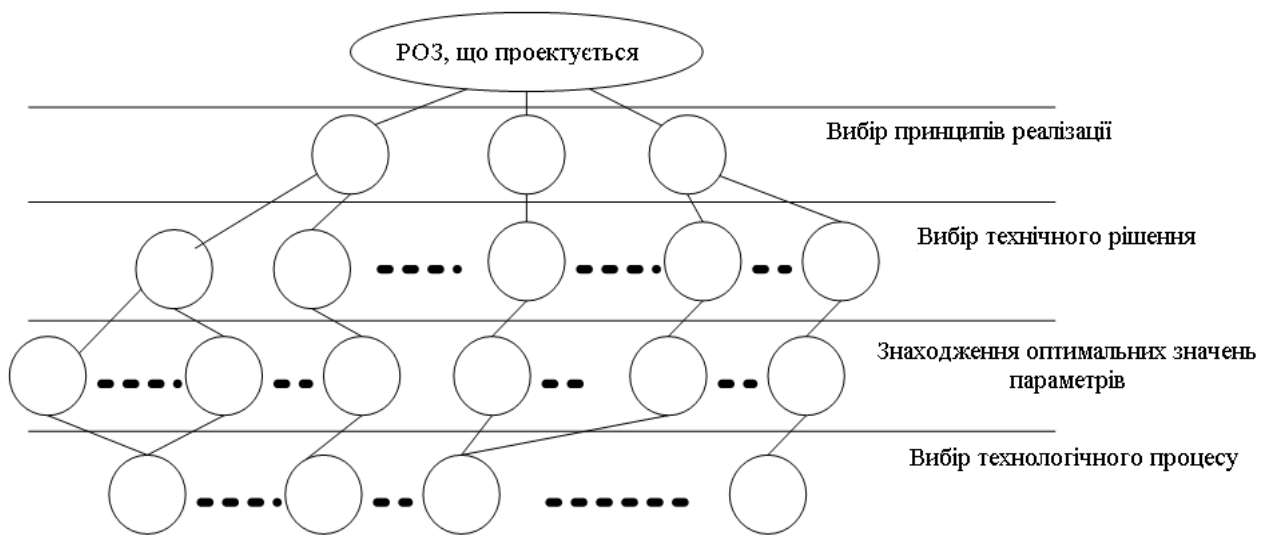 РОЗ, що проектується
Вибір принципів реалізації
Вибір технічного рішення
Знаходження оптимальних значень
параметрів
Вибір технологічного процесу